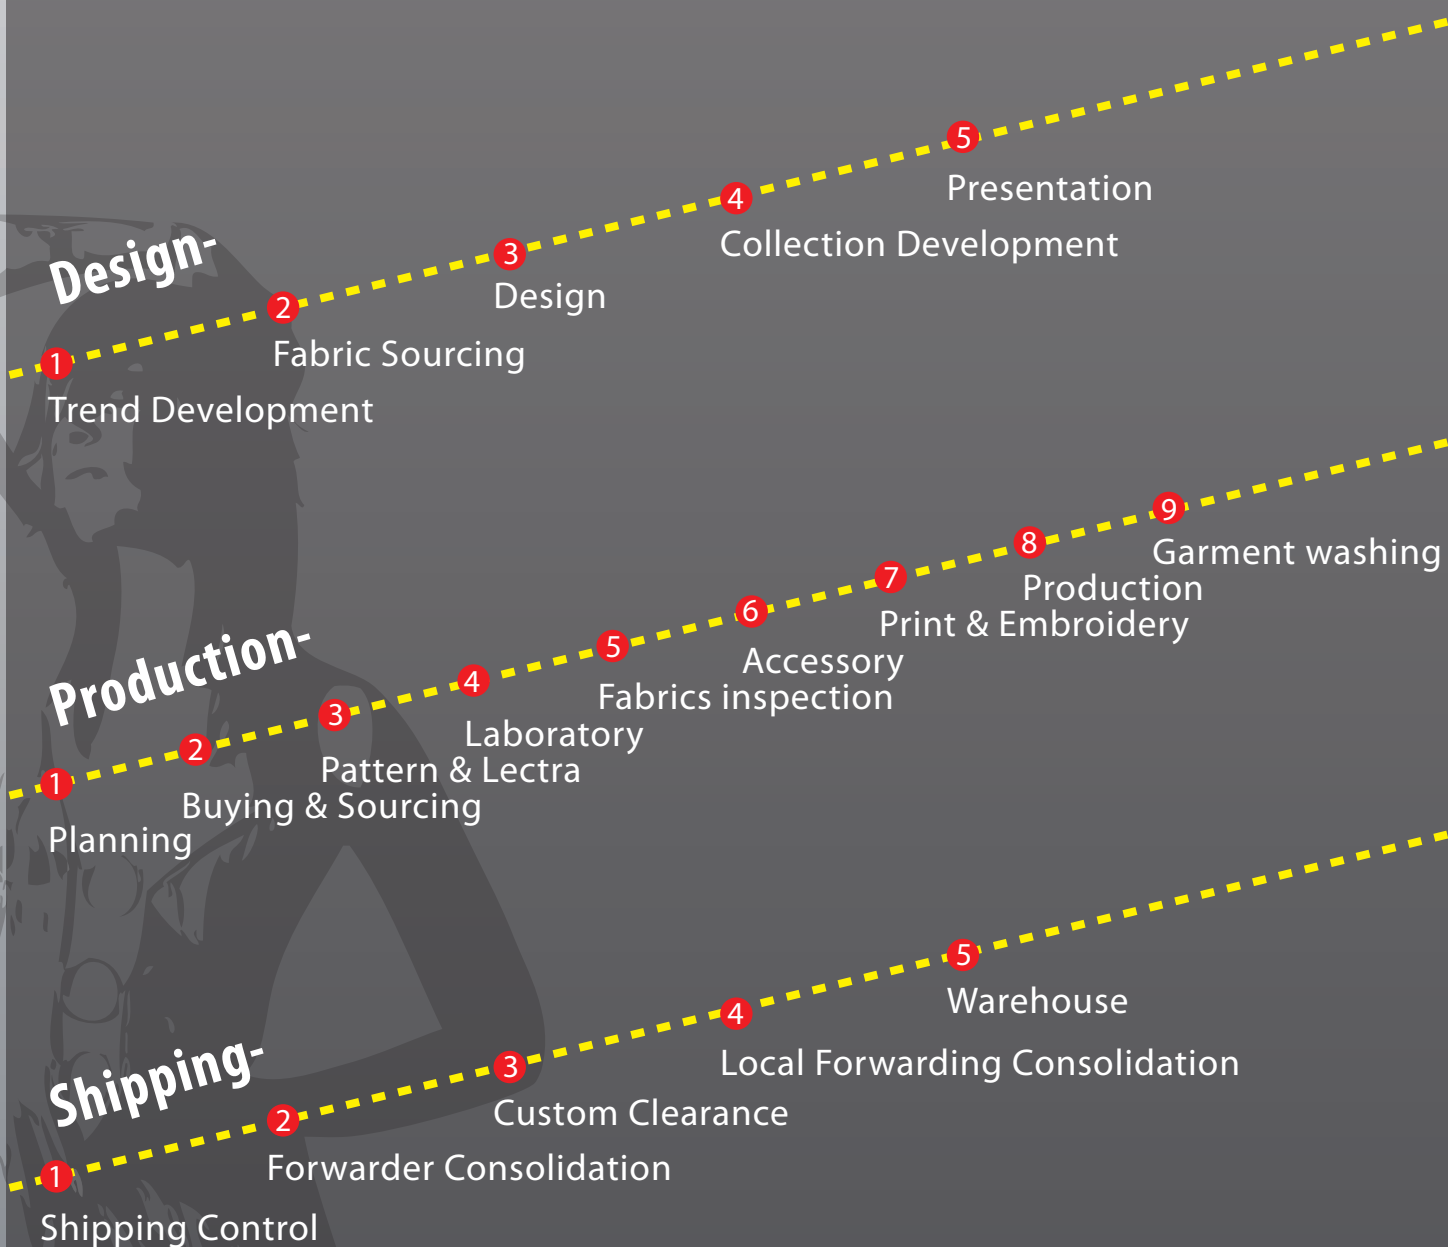 Design-
1
Trend Development
2
Fabric Sourcing
3
Design
4
Collection Development
5
Presentation
Production-
1
Planning
2
Buying & Sourcing
3
Pattern & Lectra
4
Laboratory
5
Fabrics inspection
6
Accessory
7
Print & Embroidery
8
Production
9
Garment washing
Shipping-
1
Shipping Control
2
Forwarder Consolidation
3
Custom Clearance
4
Local Forwarding Consolidation
5
Warehouse